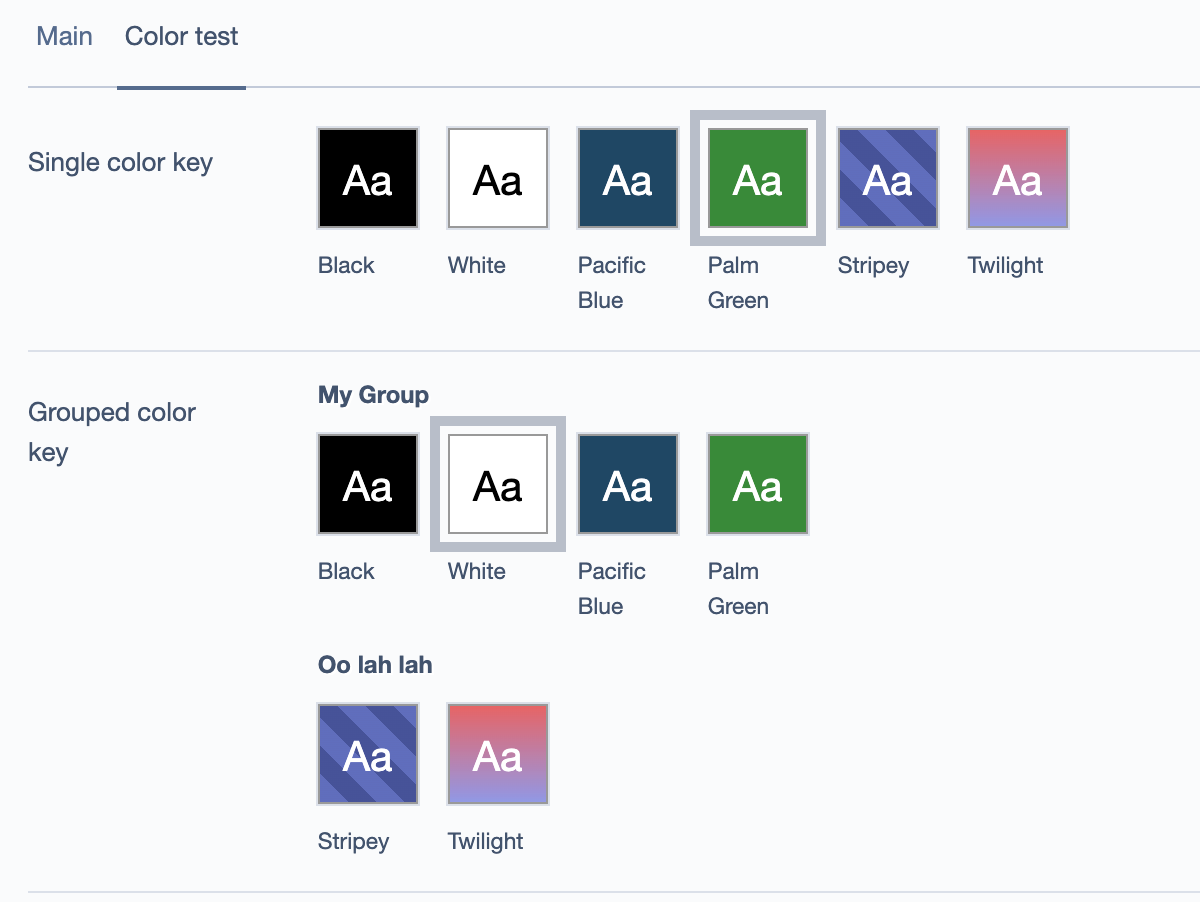 Main Color test
Single color key
Aa Aa Aa Aa Aa Aa
Black White Pacific Blue Palm Green Stripey Twilight
Grouped color key
My Group
Aa Aa Aa Aa
Black White Pacific Blue Palm Green
Oo lah lah
Aa Aa
Stripey Twilight